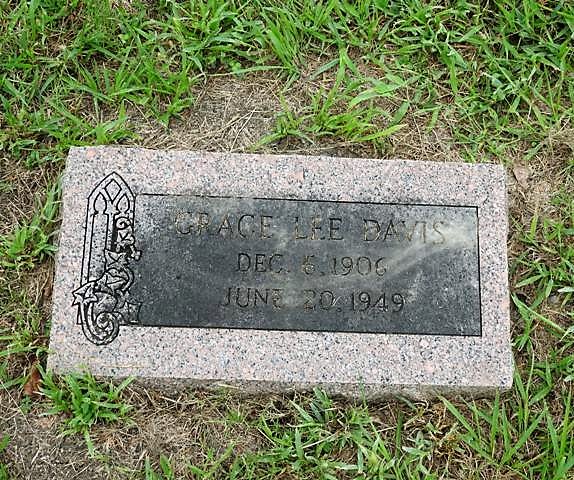 GRACE LEE DAVIS
DEC. 6, 1906
JUNE 20, 1949